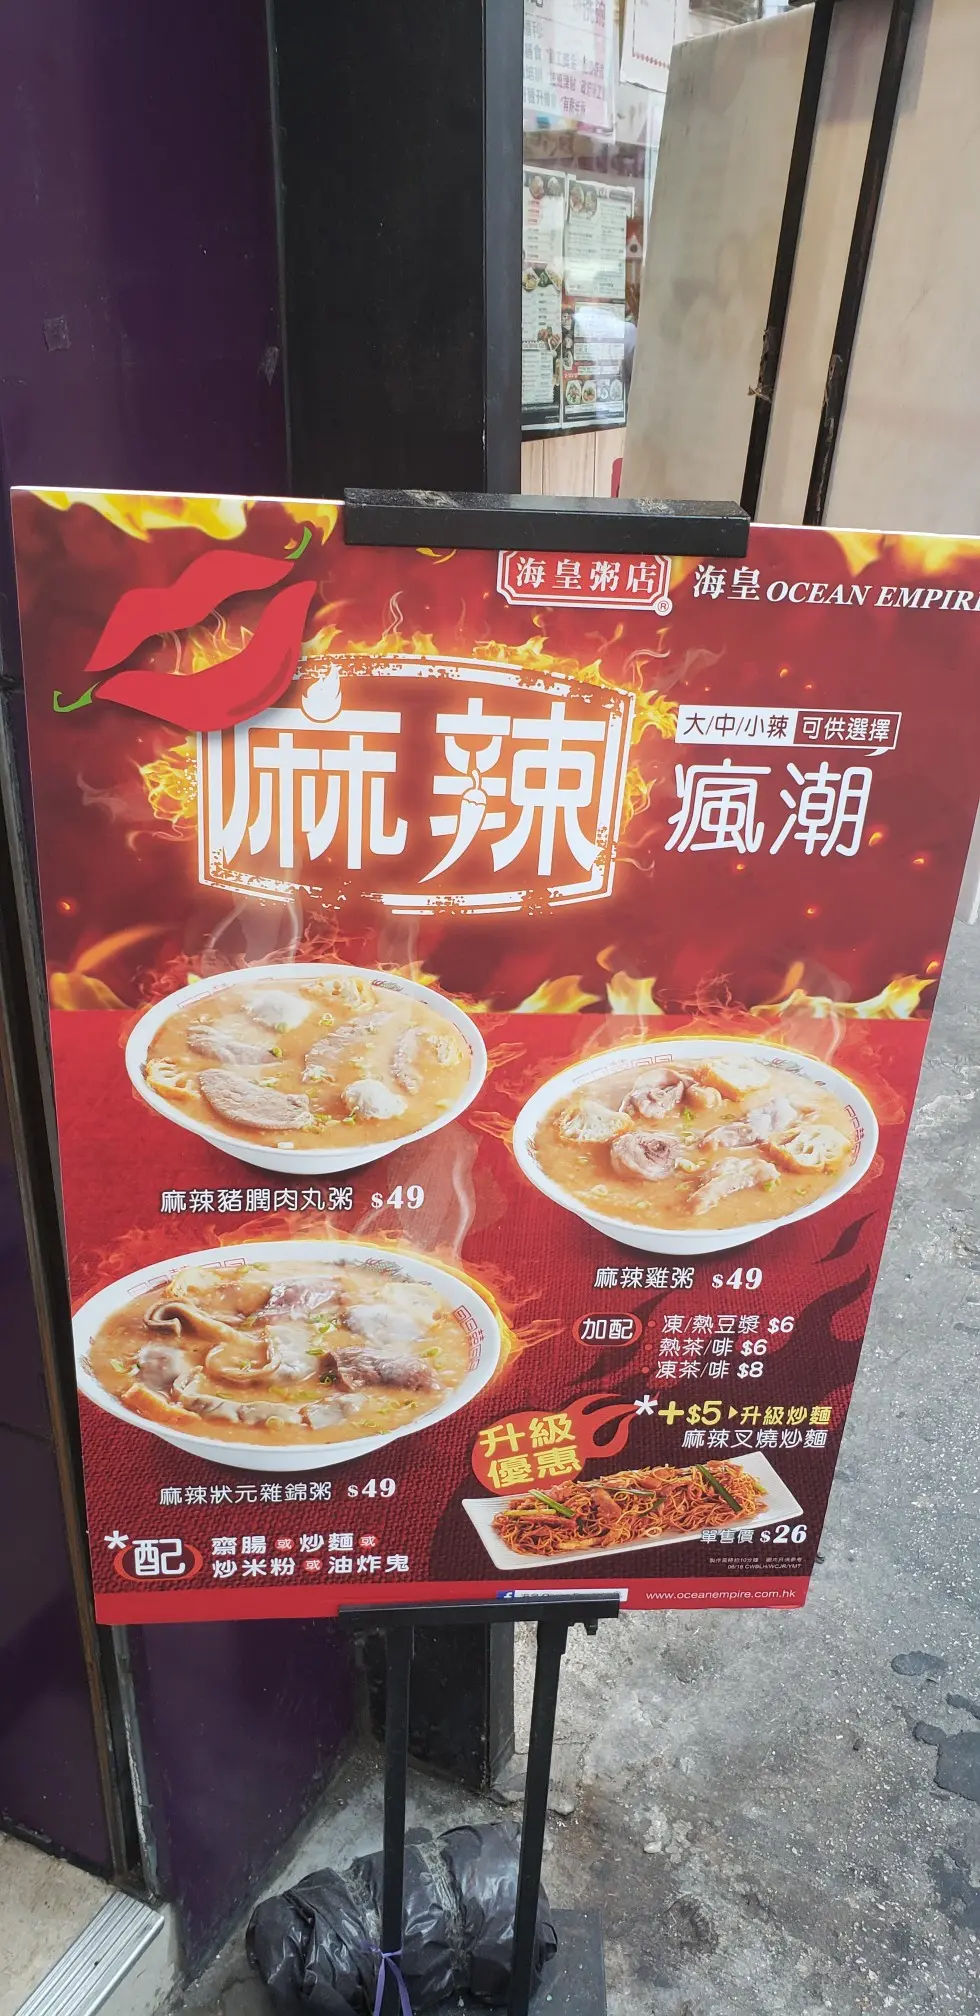 海皇粥店
海皇 OCEAN EMPIRE
麻辣
大/中/小辣 可供選擇
瘋潮
麻辣豬膶肉丸粥 $49
麻辣雞粥 $49
麻辣狀元雜錦粥 $49
加配
凍/熱豆漿 $6
熱茶/啡 $6
凍茶/啡 $8
升級
優惠
*+$5 升級炒麵
麻辣叉燒炒麵
單售價 $26
*配
齋腸 或 炒麵 或
炒米粉 或 油炸鬼
www.oceanempire.com.hk